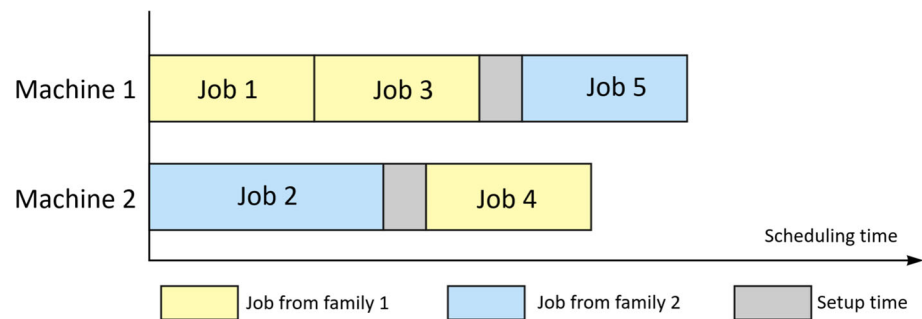 Machine 1
Job 1
Job 3
Job 5
Machine 2
Job 2
Job 4
Scheduling time
Job from family 1
Job from family 2
Setup time